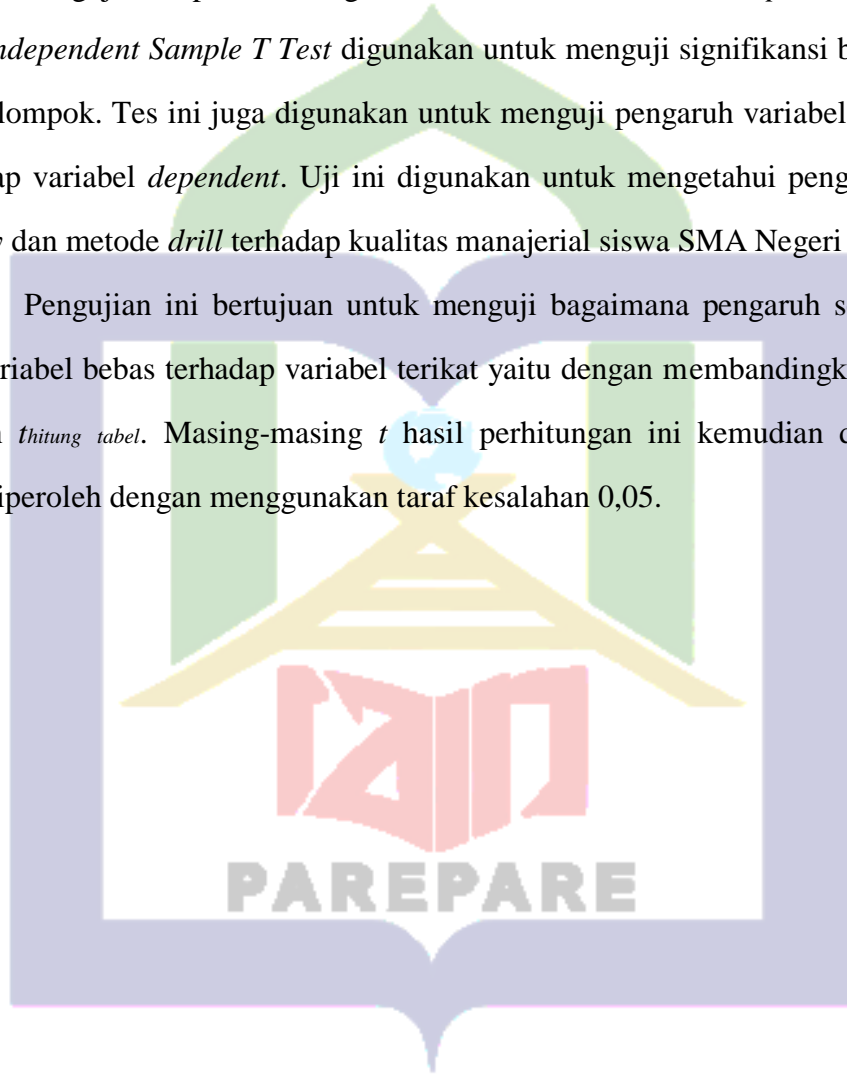 ndependent Sample T Test digunakan untuk menguji signifikansi b
lompok. Tes ini juga digunakan untuk menguji pengaruh variabel
ap variabel dependent. Uji ini digunakan untuk mengetahui peng
dan metode drill terhadap kualitas manajerial siswa SMA Negeri
Pengujian ini bertujuan untuk menguji bagaimana pengaruh s
riabel bebas terhadap variabel terikat yaitu dengan membandingk
thitung tabel. Masing-masing t hasil perhitungan ini kemudian d
iperoleh dengan menggunakan taraf kesalahan 0,05.
PAREPARE